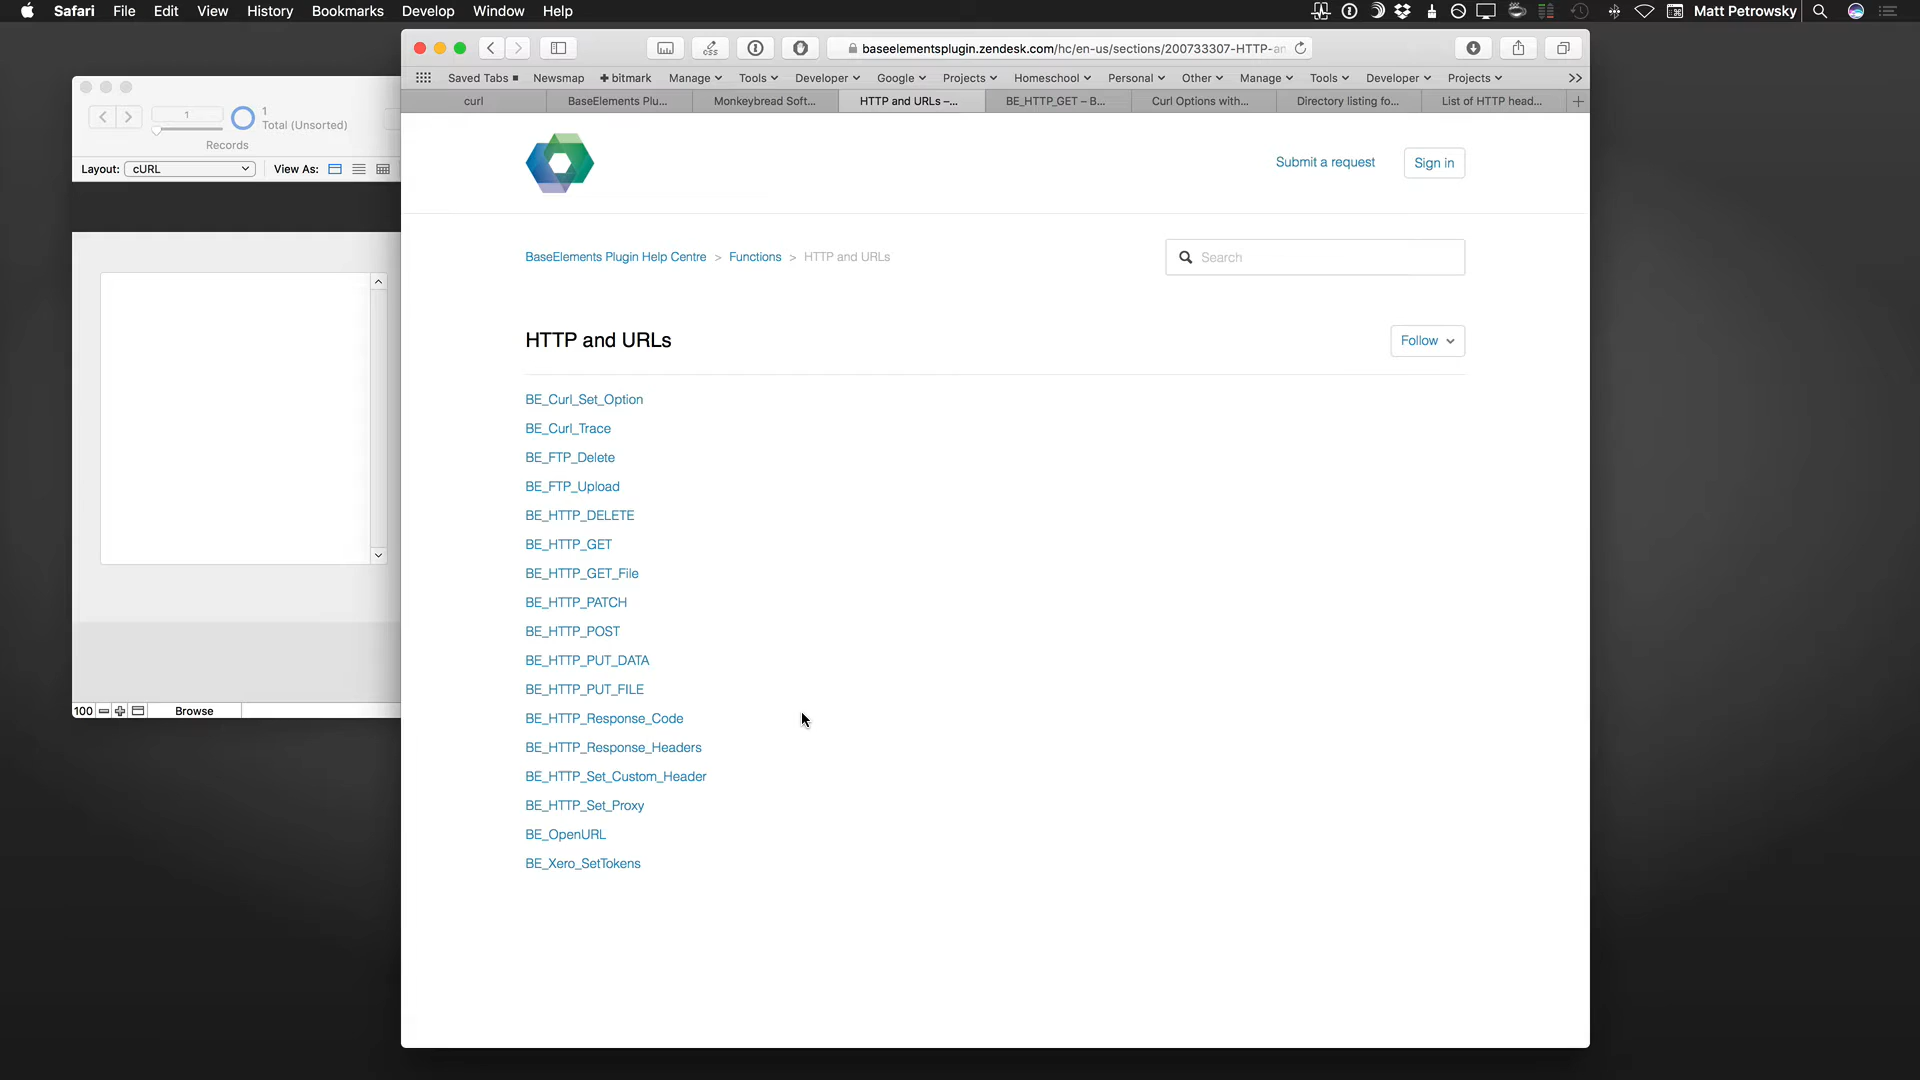 Safari File Edit View History Bookmarks Develop Window Help Matt Petrowsky
baseelementsplugin.zendesk.com/hc/en-us/sections/200733307-HTTP-an
Saved Tabs bitmark Newsmap Manage Tools Developer Google Projects Homeschool Personal Other Manage Tools Developer Projects
curl BaseElements Plu... Monkeybread Soft... HTTP and URLs –... BE_HTTP_GET – B... Curl Options with... Directory listing fo... List of HTTP head...
1 1
Total (Unsorted)
Records
Layout: cURL View As:
Submit a request Sign in
BaseElements Plugin Help Centre > Functions > HTTP and URLs Search
HTTP and URLs Follow
BE_Curl_Set_Option
BE_Curl_Trace
BE_FTP_Delete
BE_FTP_Upload
BE_HTTP_DELETE
BE_HTTP_GET
BE_HTTP_GET_File
BE_HTTP_PATCH
BE_HTTP_POST
BE_HTTP_PUT_DATA
BE_HTTP_PUT_FILE
100 Browse
BE_HTTP_Response_Code
BE_HTTP_Response_Headers
BE_HTTP_Set_Custom_Header
BE_HTTP_Set_Proxy
BE_OpenURL
BE_Xero_SetTokens